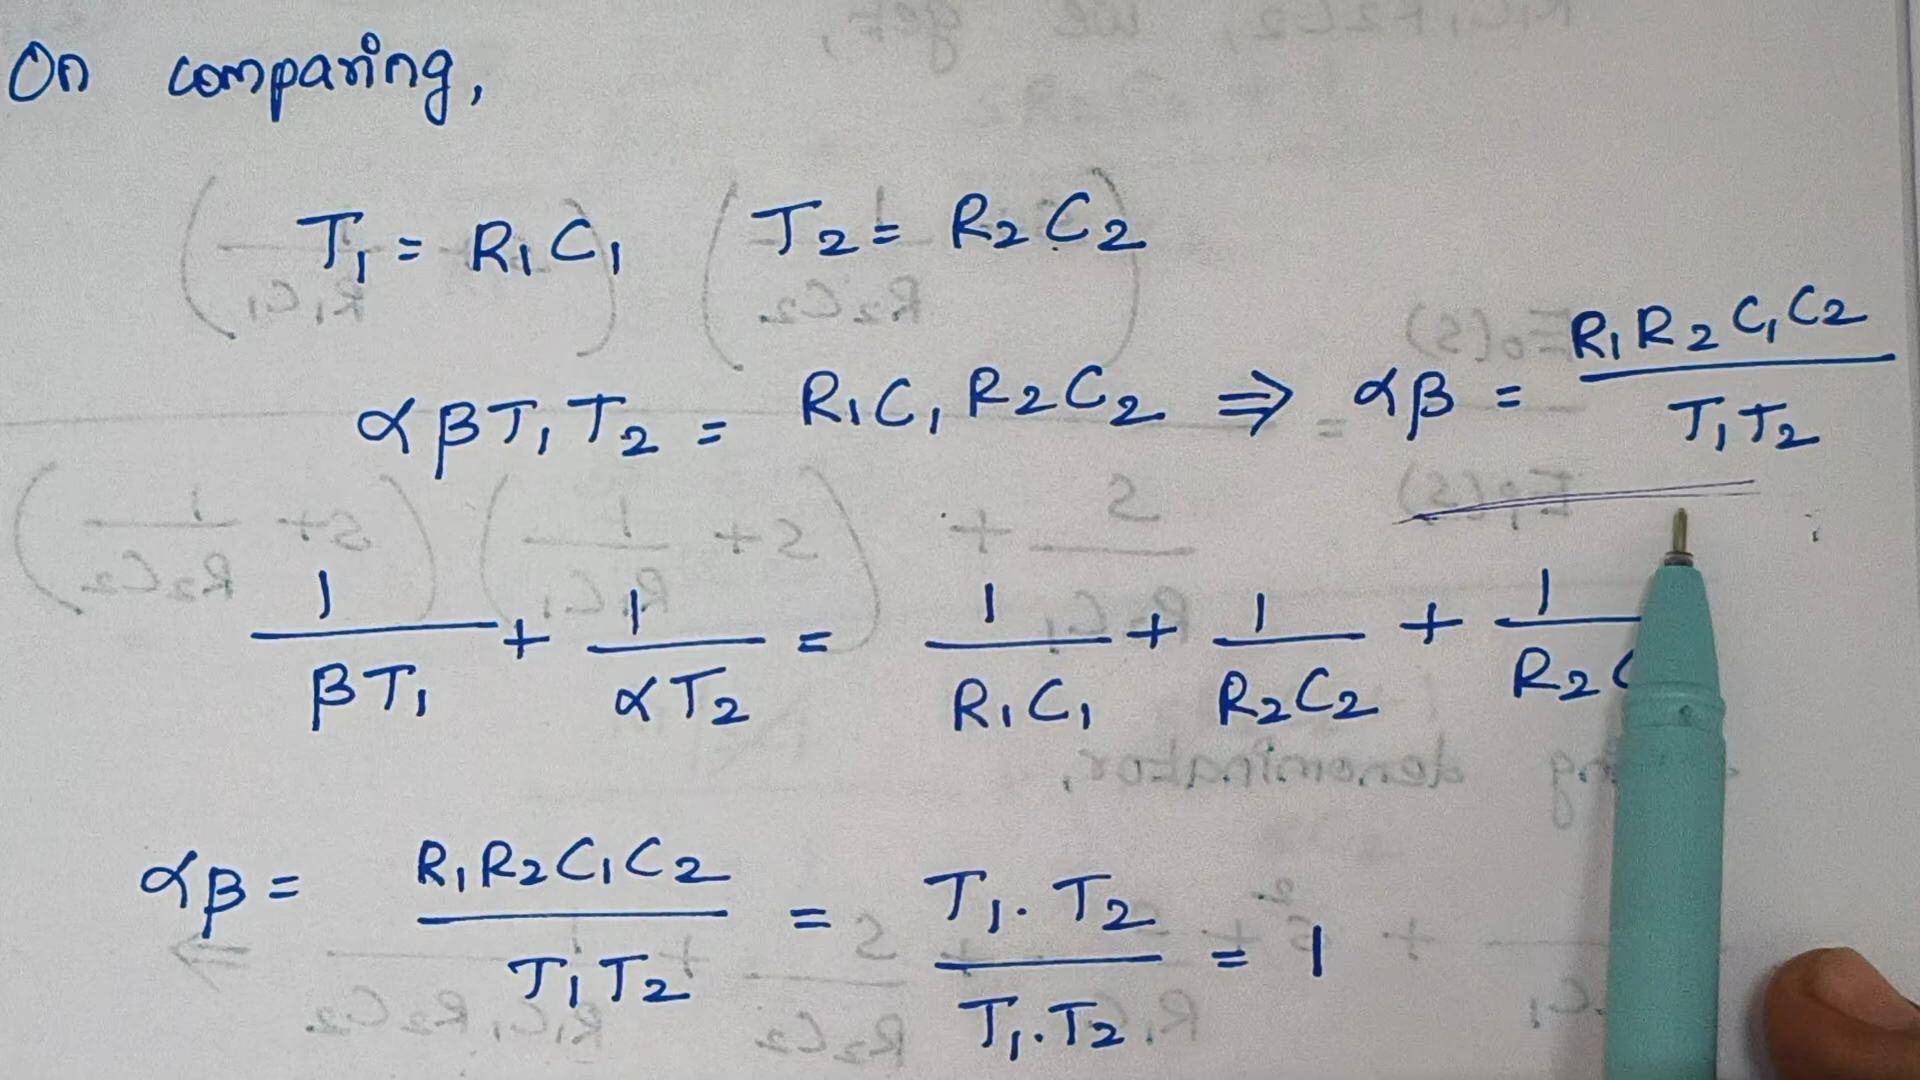 On comparing,
T₁ = R₁C₁ T₂ = R₂C₂
αβT₁T₂ = R₁C₁R₂C₂ ⇒ αβ = R₁R₂C₁C₂ / T₁T₂
1/βT₁ + 1/αT₂ = 1/R₁C₁ + 1/R₂C₂ + 1/R₂C
αβ = R₁R₂C₁C₂ / T₁T₂ = T₁.T₂ / T₁.T₂ = 1